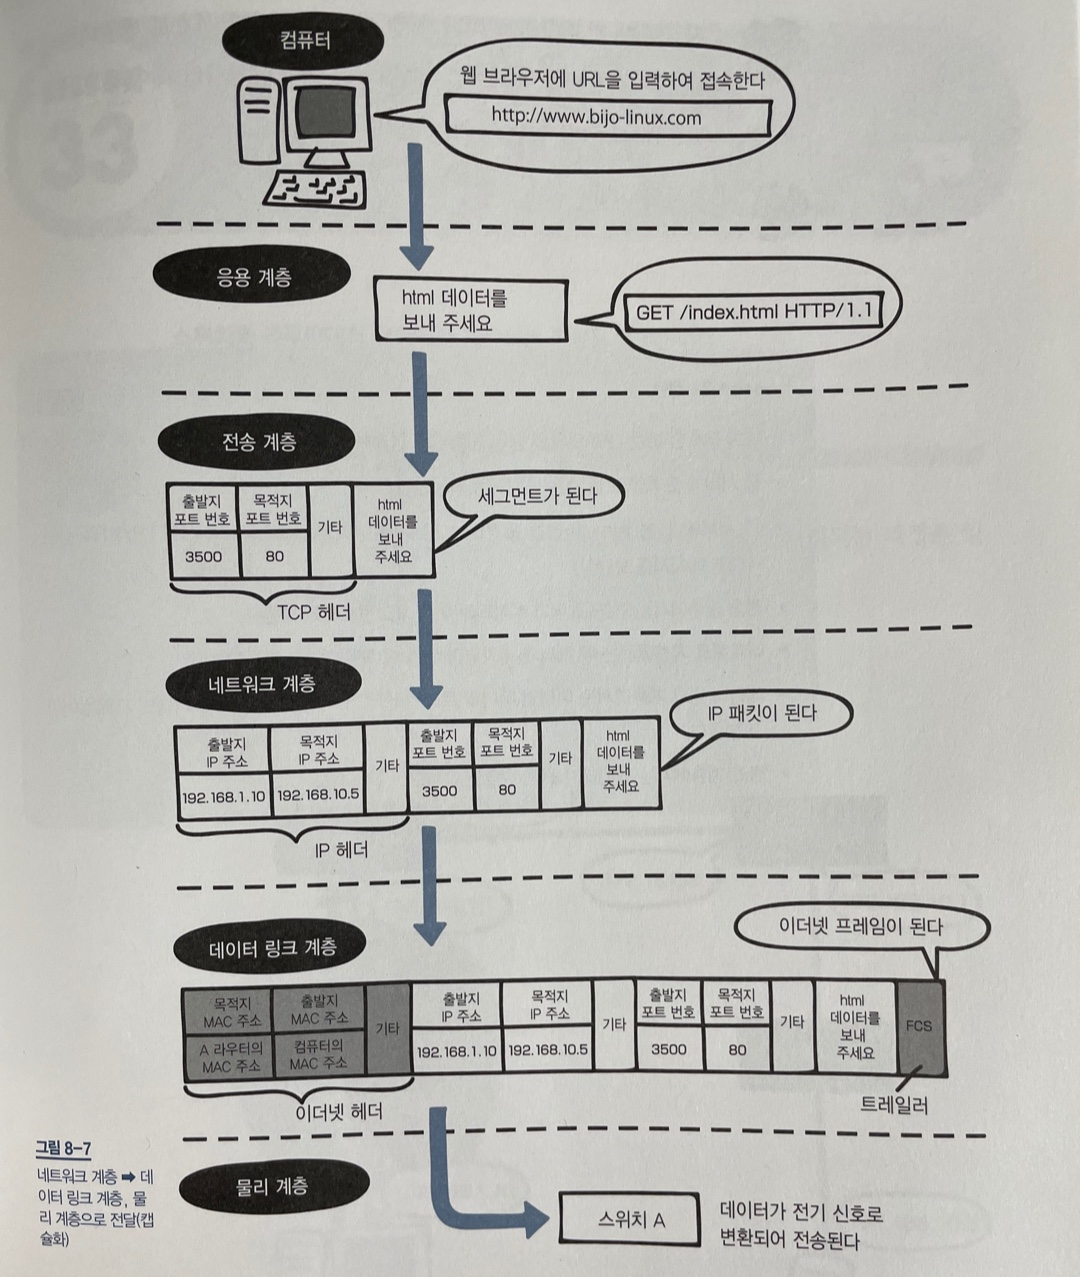 컴퓨터
웹 브라우저에 URL을 입력하여 접속한다
http://www.bijo-linux.com
응용 계층
html 데이터를
보내 주세요
GET /index.html HTTP/1.1
전송 계층
세그먼트가 된다
출발지
포트 번호
목적지
포트 번호
기타
html
데이터를
보내
주세요
3500
80
TCP 헤더
네트워크 계층
IP 패킷이 된다
출발지
IP 주소
목적지
IP 주소
기타
출발지
포트 번호
목적지
포트 번호
기타
html
데이터를
보내
주세요
192.168.1.10
192.168.10.5
3500
80
IP 헤더
데이터 링크 계층
이더넷 프레임이 된다
목적지
MAC 주소
출발지
MAC 주소
기타
출발지
IP 주소
목적지
IP 주소
기타
출발지
포트 번호
목적지
포트 번호
기타
html
데이터를
보내
주세요
FCS
A 라우터의
MAC 주소
컴퓨터의
MAC 주소
192.168.1.10
192.168.10.5
3500
80
이더넷 헤더
트레일러
그림 8-7
네트워크 계층 ➡ 데
이터 링크 계층, 물
리 계층으로 전달(캡
슐화)
물리 계층
스위치 A
데이터가 전기 신호로
변환되어 전송된다